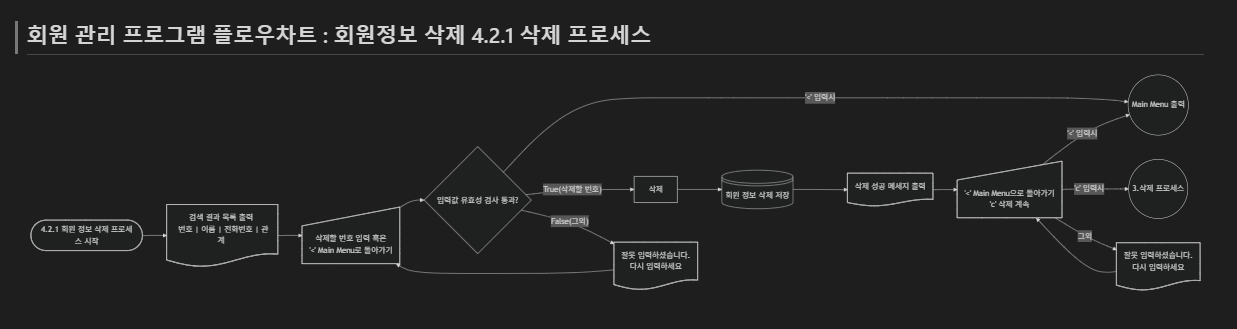 회원 관리 프로그램 플로우차트 : 회원정보 삭제 4.2.1 삭제 프로세스
4.2.1 회원 정보 삭제 프로세
스 시작
검색 결과 목록 출력
번호 | 이름 | 전화번호 | 관
계
삭제할 번호 입력 혹은
'<' Main Menu로 돌아가기
입력값 유효성 검사 통과?
'<' 입력시
True(삭제할 번호)
False(그외)
삭제
회원 정보 삭제 저장
삭제 성공 메세지 출력
잘못 입력하셨습니다.
다시 입력하세요
'<' Main Menu으로 돌아가기
'c' 삭제 계속
'<' 입력시
Main Menu 출력
'c' 입력시
3.삭제 프로세스
그외
잘못 입력하셨습니다.
다시 입력하세요